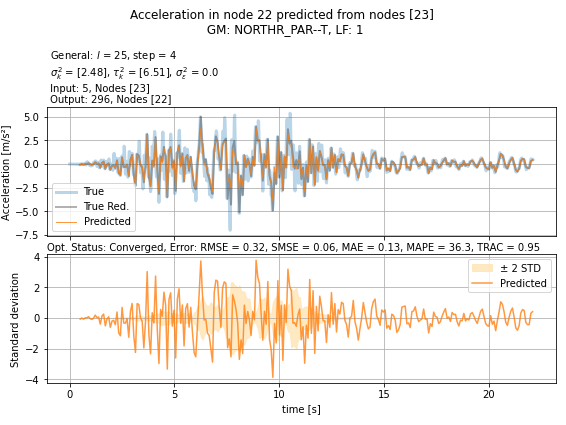 Acceleration in node 22 predicted from nodes [23]
GM: NORTHR_PAR--T, LF: 1
General: l = 25, step = 4
σ²ₖ = [2.48], τ²ₖ = [6.51], σ²ε = 0.0
Input: 5, Nodes [23]
Output: 296, Nodes [22]
Acceleration [m/s²]
5.0
2.5
0.0
−2.5
−5.0
−7.5
True
True Red.
Predicted
Opt. Status: Converged, Error: RMSE = 0.32, SMSE = 0.06, MAE = 0.13, MAPE = 36.3, TRAC = 0.95
Standard deviation
4
2
0
−2
−4
± 2 STD
Predicted
0
5
10
15
20
time [s]